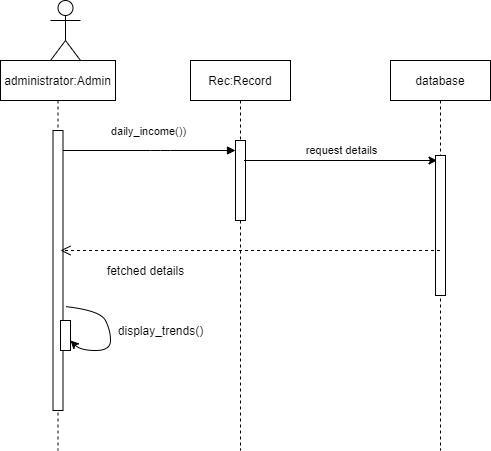 administrator:Admin
Rec:Record
database
daily_income())
request details
fetched details
display_trends()